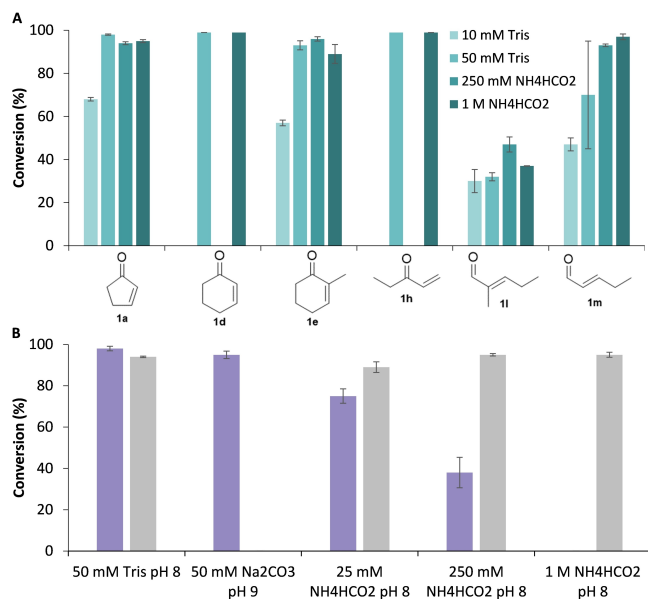 A
100
80
60
40
20
0
Conversion (%)
10 mM Tris
50 mM Tris
250 mM NH4HCO2
1 M NH4HCO2
O
1a
O
1d
O
1e
O
1h
O
1l
O
1m
B
100
80
60
40
20
0
Conversion (%)
50 mM Tris pH 8
50 mM Na2CO3
pH 9
25 mM
NH4HCO2 pH 8
250 mM
NH4HCO2 pH 8
1 M NH4HCO2
pH 8